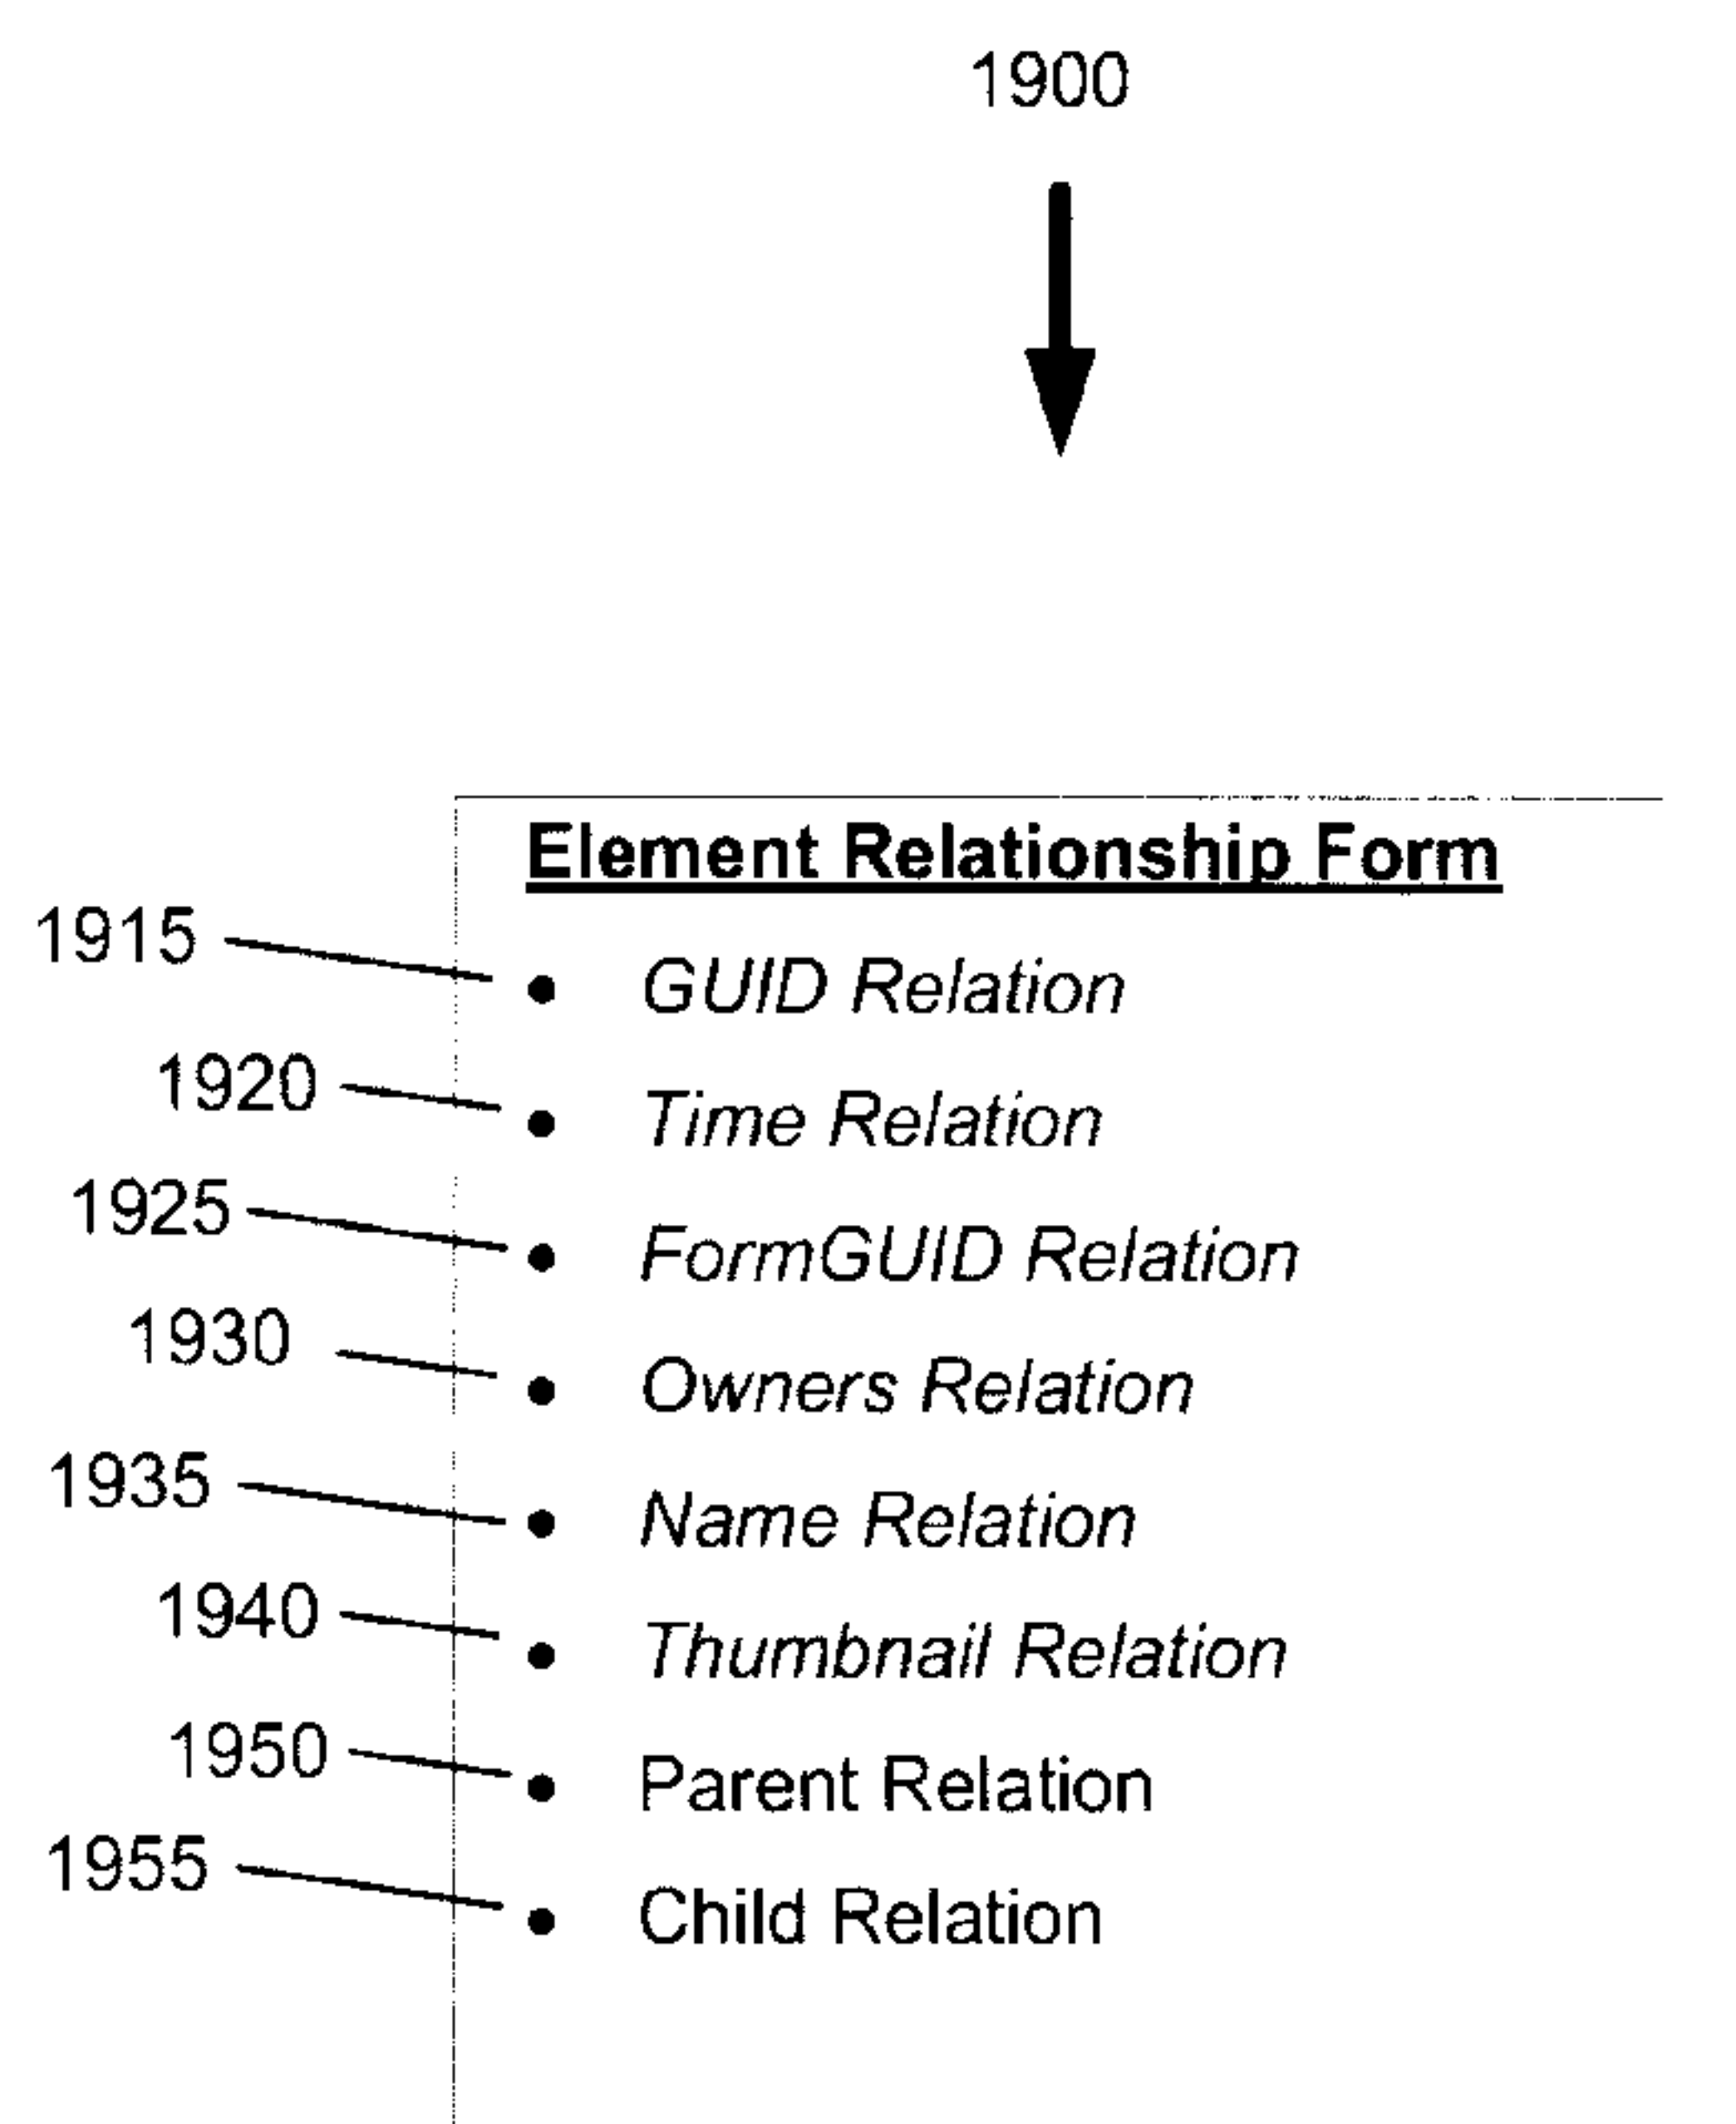 1900
Element Relationship Form
1915 • GUID Relation
1920 • Time Relation
1925 • FormGUID Relation
1930 • Owners Relation
1935 • Name Relation
1940 • Thumbnail Relation
1950 • Parent Relation
1955 • Child Relation